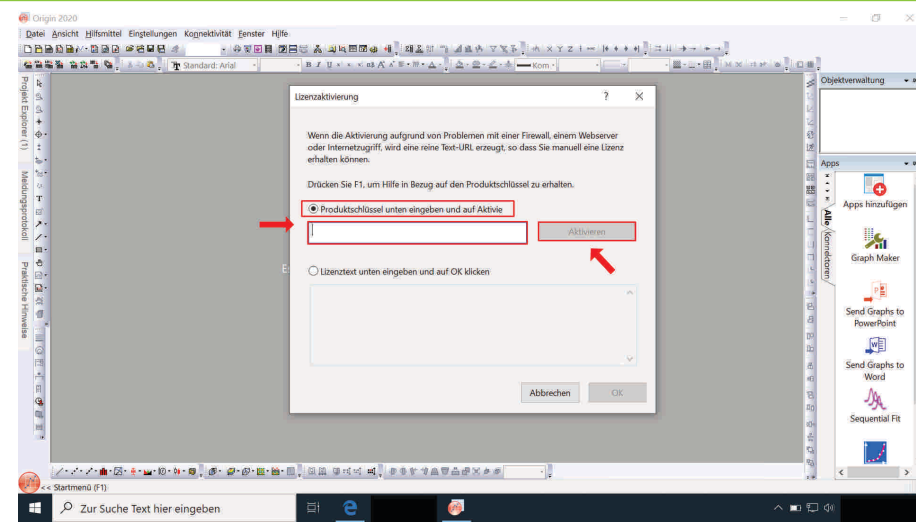 Origin 2020
Datei Ansicht Hilfsmittel Einstellungen Konnektivität Fenster Hilfe
Standard: Arial
B I U
Kom
Projekt Explorer (1)
Meldungsprotokoll
Praktische Hinweise
Lizenzaktivierung ? ×
Wenn die Aktivierung aufgrund von Problemen mit einer Firewall, einem Webserver
oder Internetzugriff, wird eine reine Text-URL erzeugt, so dass Sie manuell eine Lizenz
erhalten können.
Drücken Sie F1, um Hilfe in Bezug auf den Produktschlüssel zu erhalten.
Produktschlüssel unten eingeben und auf Aktivie
Aktivieren
Lizenztext unten eingeben und auf OK klicken
Abbrechen OK
Objektverwaltung
Apps
Alle
Konnektoren
Apps hinzufügen
Graph Maker
Send Graphs to
PowerPoint
Send Graphs to
Word
Sequential Fit
<< Startmenü (F1)
Zur Suche Text hier eingeben